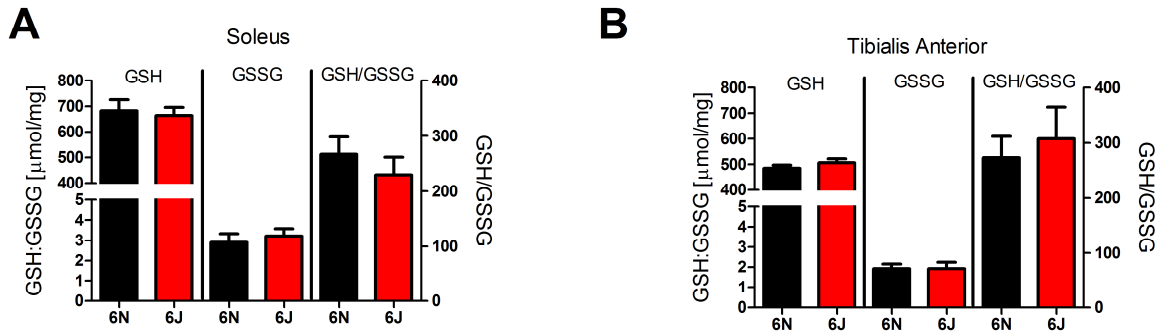 A
Soleus
GSH GSSG GSH/GSSG
GSH:GSSG [μmol/mg]
800
700
600
500
400
5
4
3
2
1
0
400
300
200
100
0
GSH/GSSG
6N 6J 6N 6J 6N 6J
B
Tibialis Anterior
GSH GSSG GSH/GSSG
GSH:GSSG [μmol/mg]
800
700
600
500
400
5
4
3
2
1
0
400
300
200
100
0
GSH/GSSG
6N 6J 6N 6J 6N 6J